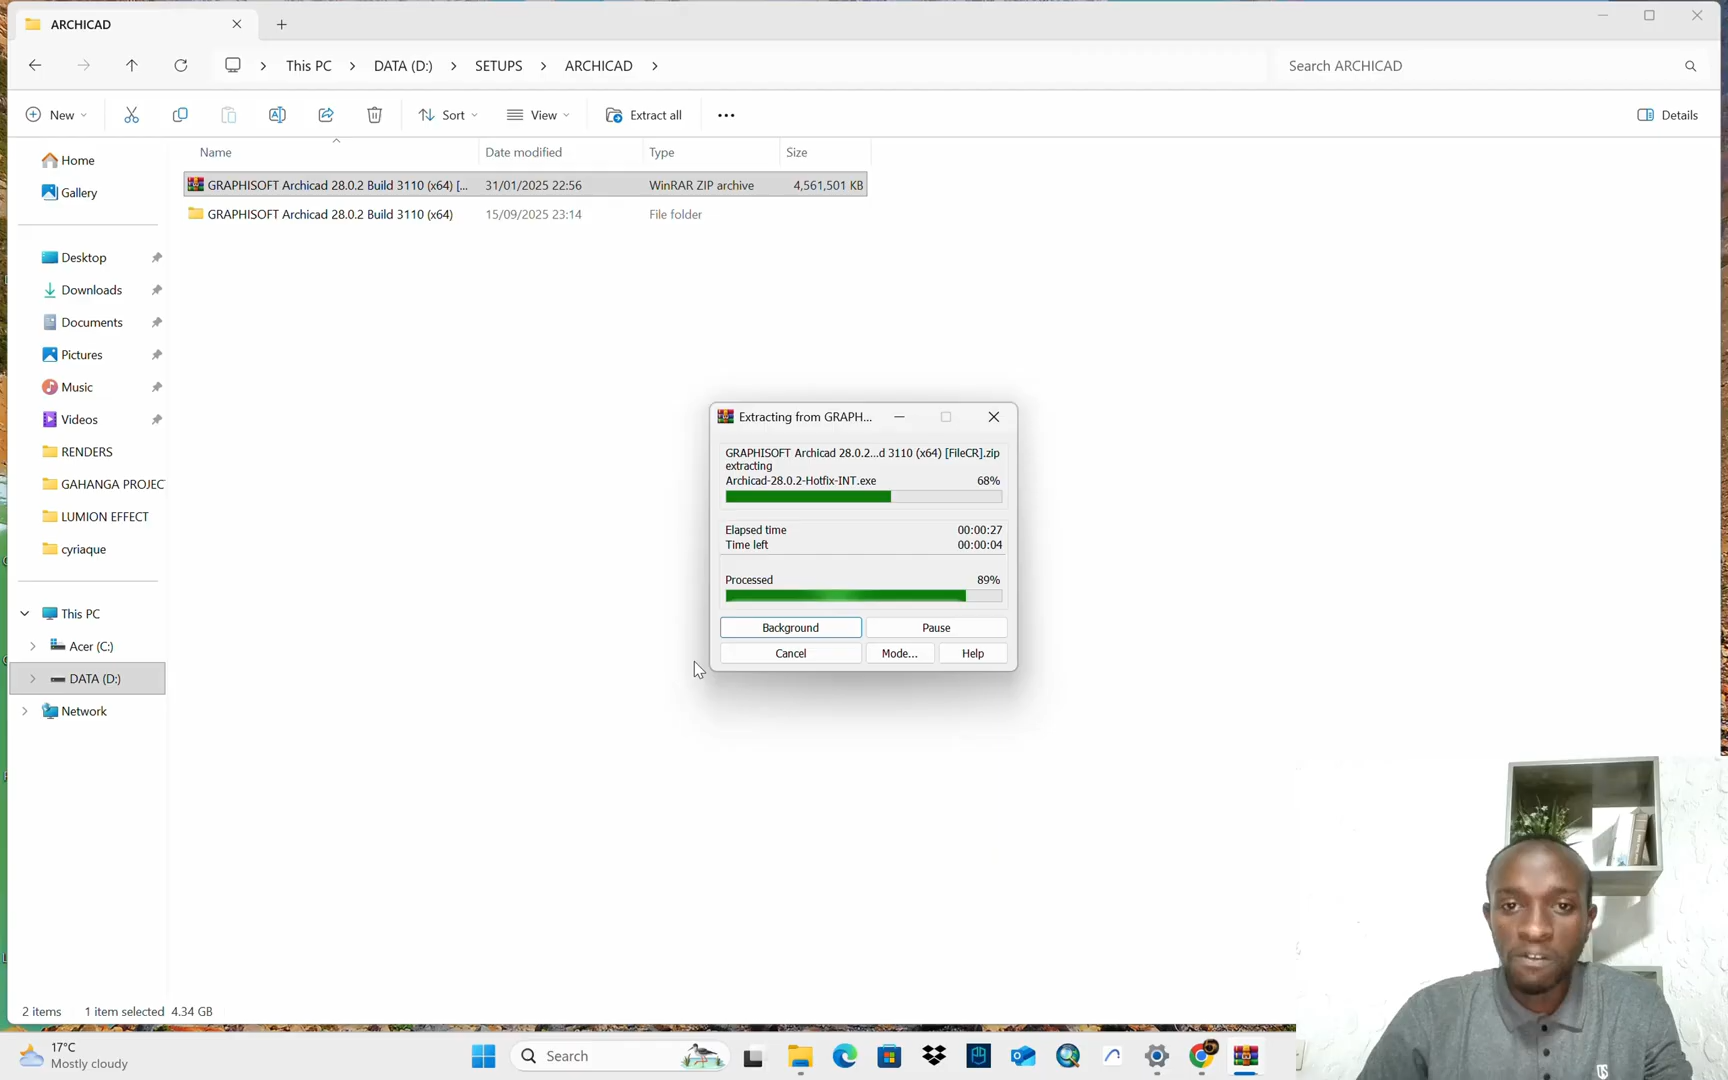 ARCHICAD
This PC
DATA (D:)
SETUPS
ARCHICAD
Search ARCHICAD
New
Sort
View
Extract all
Details
Name
Date modified
Type
Size
GRAPHISOFT Archicad 28.0.2 Build 3110 (x64) [...
31/01/2025 22:56
WinRAR ZIP archive
4,561,501 KB
GRAPHISOFT Archicad 28.0.2 Build 3110 (x64)
15/09/2025 23:14
File folder
Home
Gallery
Desktop
Downloads
Documents
Pictures
Music
Videos
RENDERS
GAHANGA PROJEC
LUMION EFFECT
cyriaque
This PC
Acer (C:)
DATA (D:)
Network
Extracting from GRAPH...
GRAPHISOFT Archicad 28.0.2...d 3110 (x64) [FileCR].zip
extracting
Archicad-28.0.2-Hotfix-INT.exe 68%
Elapsed time 00:00:27
Time left 00:00:04
Processed 89%
Background
Pause
Cancel
Mode...
Help
2 items
1 item selected 4.34 GB
17°C
Mostly cloudy
Search